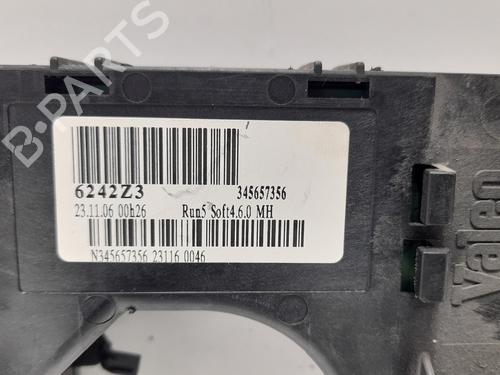 6242Z3 345657356
23.11.06 00h26 Run5 Soft4.6.0 MH
N345657356 23116 0046
Valeo
B-PARTS